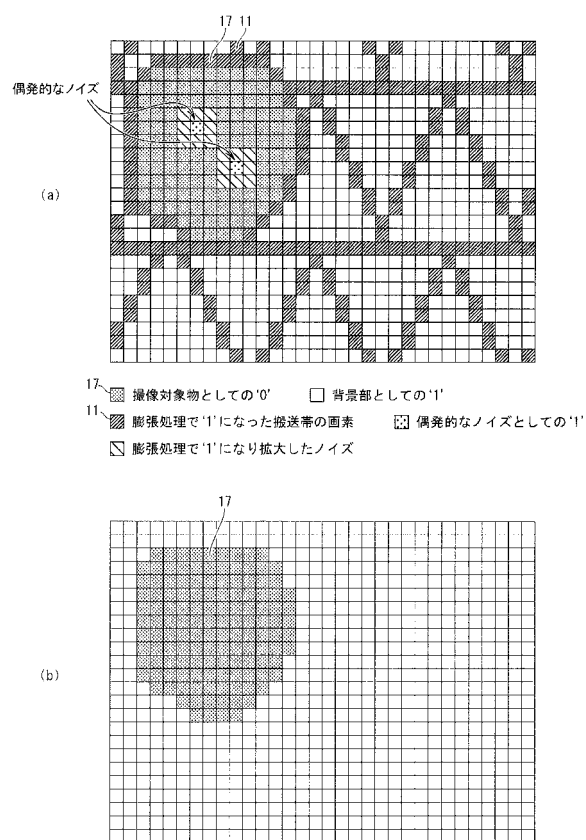 17 11
偶発的なノイズ
(a)
17 撮像対象物としての'0' 背景部としての'1'
11 膨張処理で'1'になった搬送帯の画素 偶発的なノイズとしての'1'
膨張処理で'1'になり拡大したノイズ
17
(b)